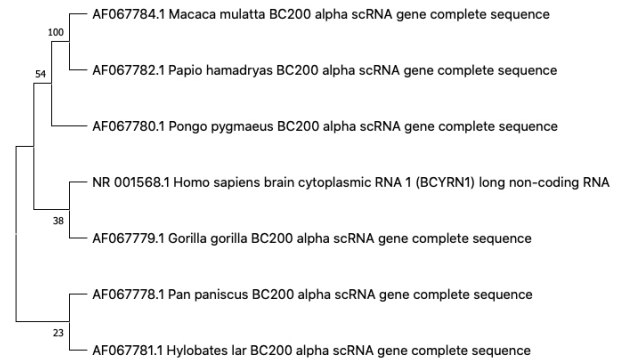 AF067784.1 Macaca mulatta BC200 alpha scRNA gene complete sequence
100
AF067782.1 Papio hamadryas BC200 alpha scRNA gene complete sequence
54
AF067780.1 Pongo pygmaeus BC200 alpha scRNA gene complete sequence
NR 001568.1 Homo sapiens brain cytoplasmic RNA 1 (BCYRN1) long non-coding RNA
38
AF067779.1 Gorilla gorilla BC200 alpha scRNA gene complete sequence
AF067778.1 Pan paniscus BC200 alpha scRNA gene complete sequence
23
AF067781.1 Hylobates lar BC200 alpha scRNA gene complete sequence